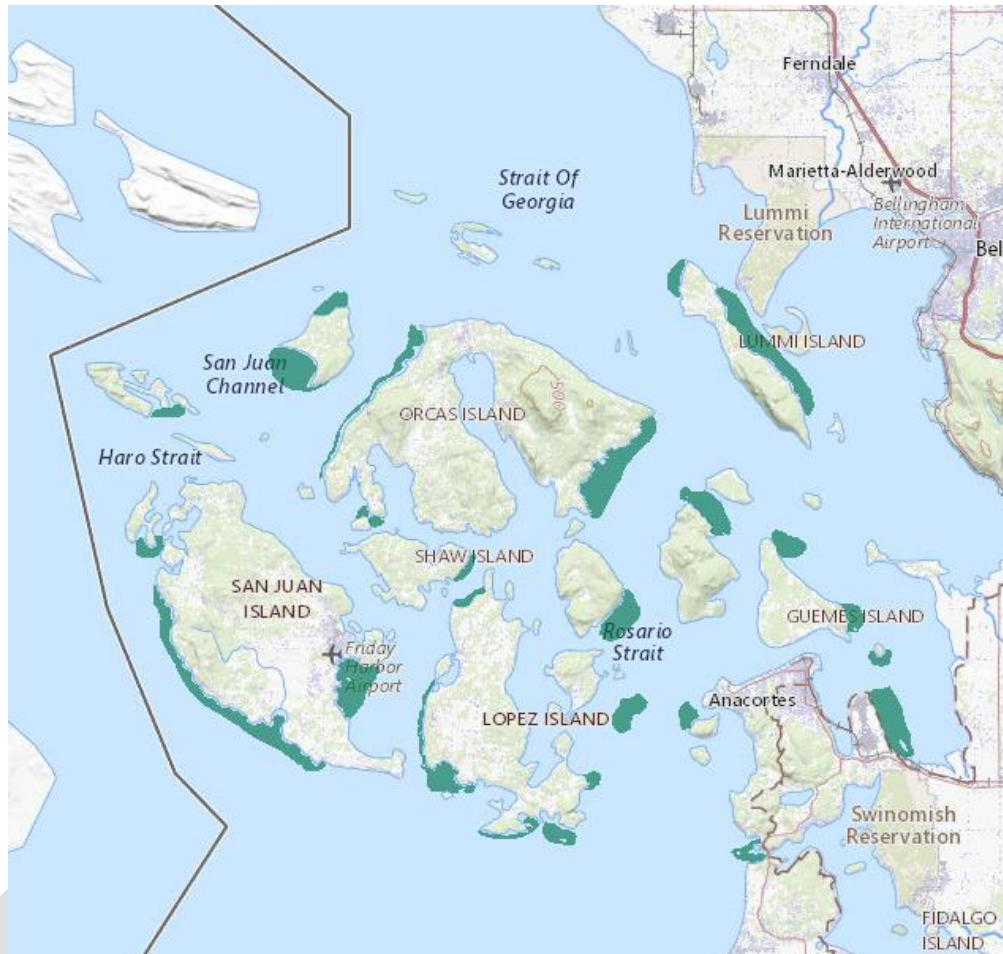 Ferndale
Strait Of
Georgia
Marietta-Alderwood
Bellingham
International
Airport
Lummi
Reservation
Bel
LUMMI ISLAND
San Juan
Channel
ORCAS ISLAND
906
Haro Strait
SHAW ISLAND
SAN JUAN
ISLAND
GUEMES ISLAND
Rosario
Strait
Friday
Harbor
Airport
Anacortes
LOPEZ ISLAND
Swinomish
Reservation
FIDALGO
ISLAND